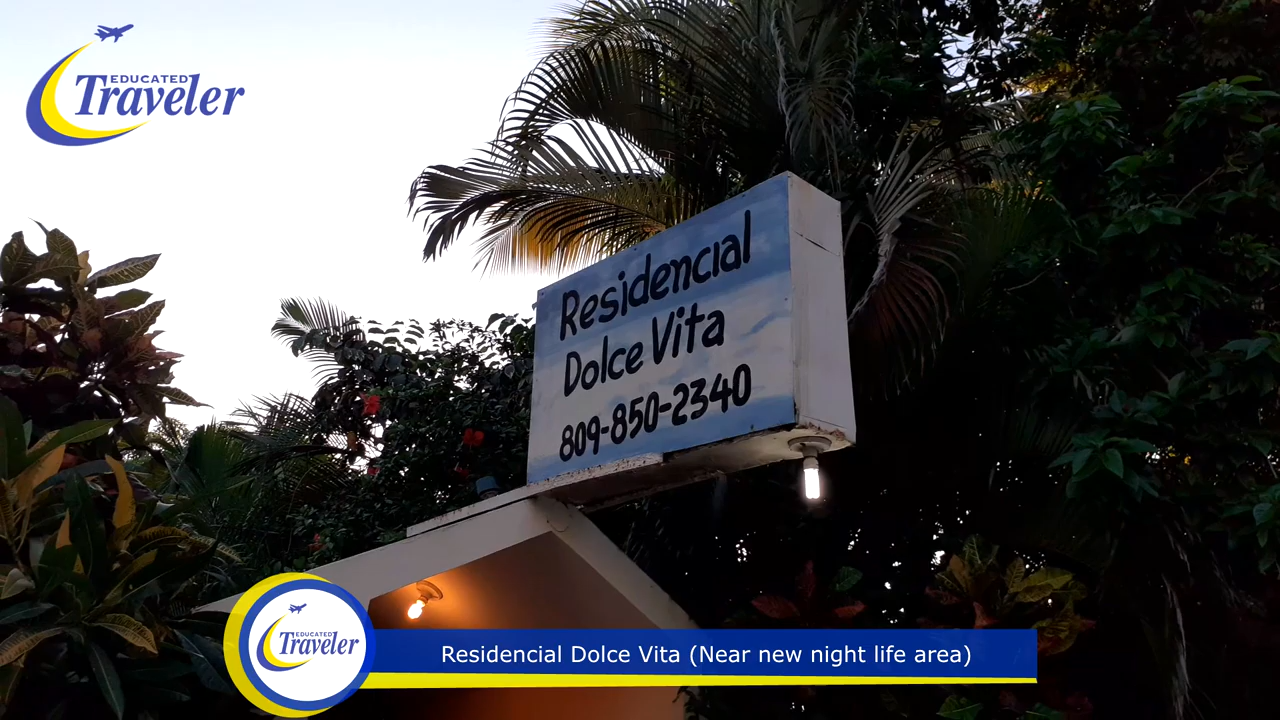 EDUCATED
Traveler
Residencial
Dolce Vita
809-850-2340
EDUCATED
Traveler
Residencial Dolce Vita (Near new night life area)